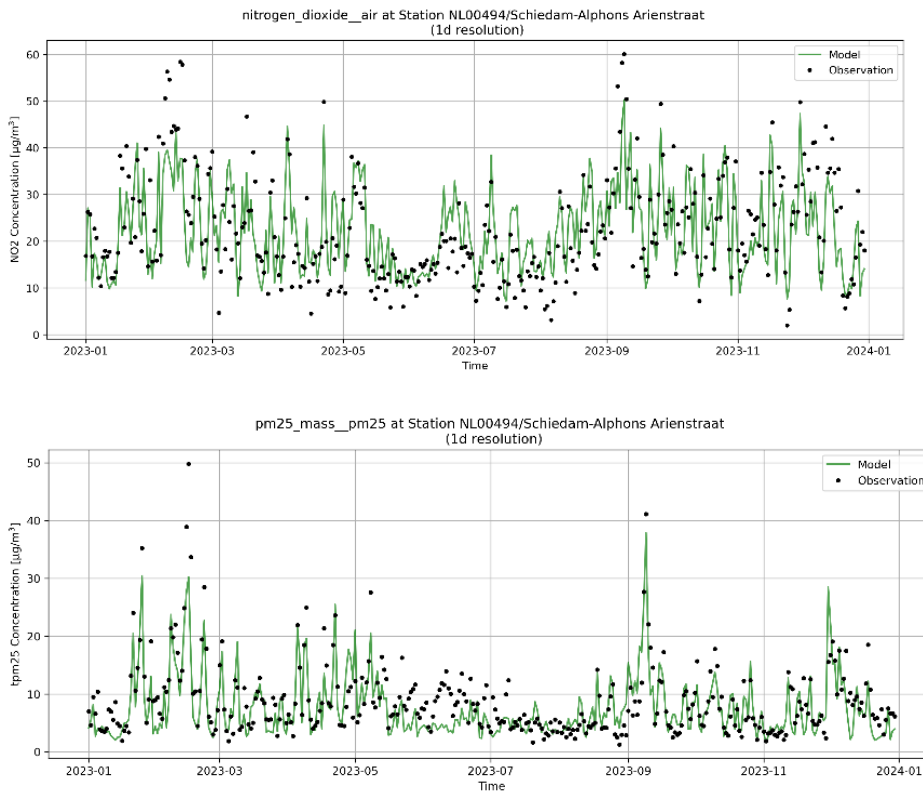 nitrogen_dioxide__air at Station NL00494/Schiedam-Alphons Arienstraat
(1d resolution)
NO2 Concentration [µg/m³]
60
50
40
30
20
10
0
Model
Observation
2023-01
2023-03
2023-05
2023-07
2023-09
2023-11
2024-01
Time
pm25_mass__pm25 at Station NL00494/Schiedam-Alphons Arienstraat
(1d resolution)
tpm25 Concentration [µg/m³]
50
40
30
20
10
0
Model
Observation
2023-01
2023-03
2023-05
2023-07
2023-09
2023-11
2024-01
Time